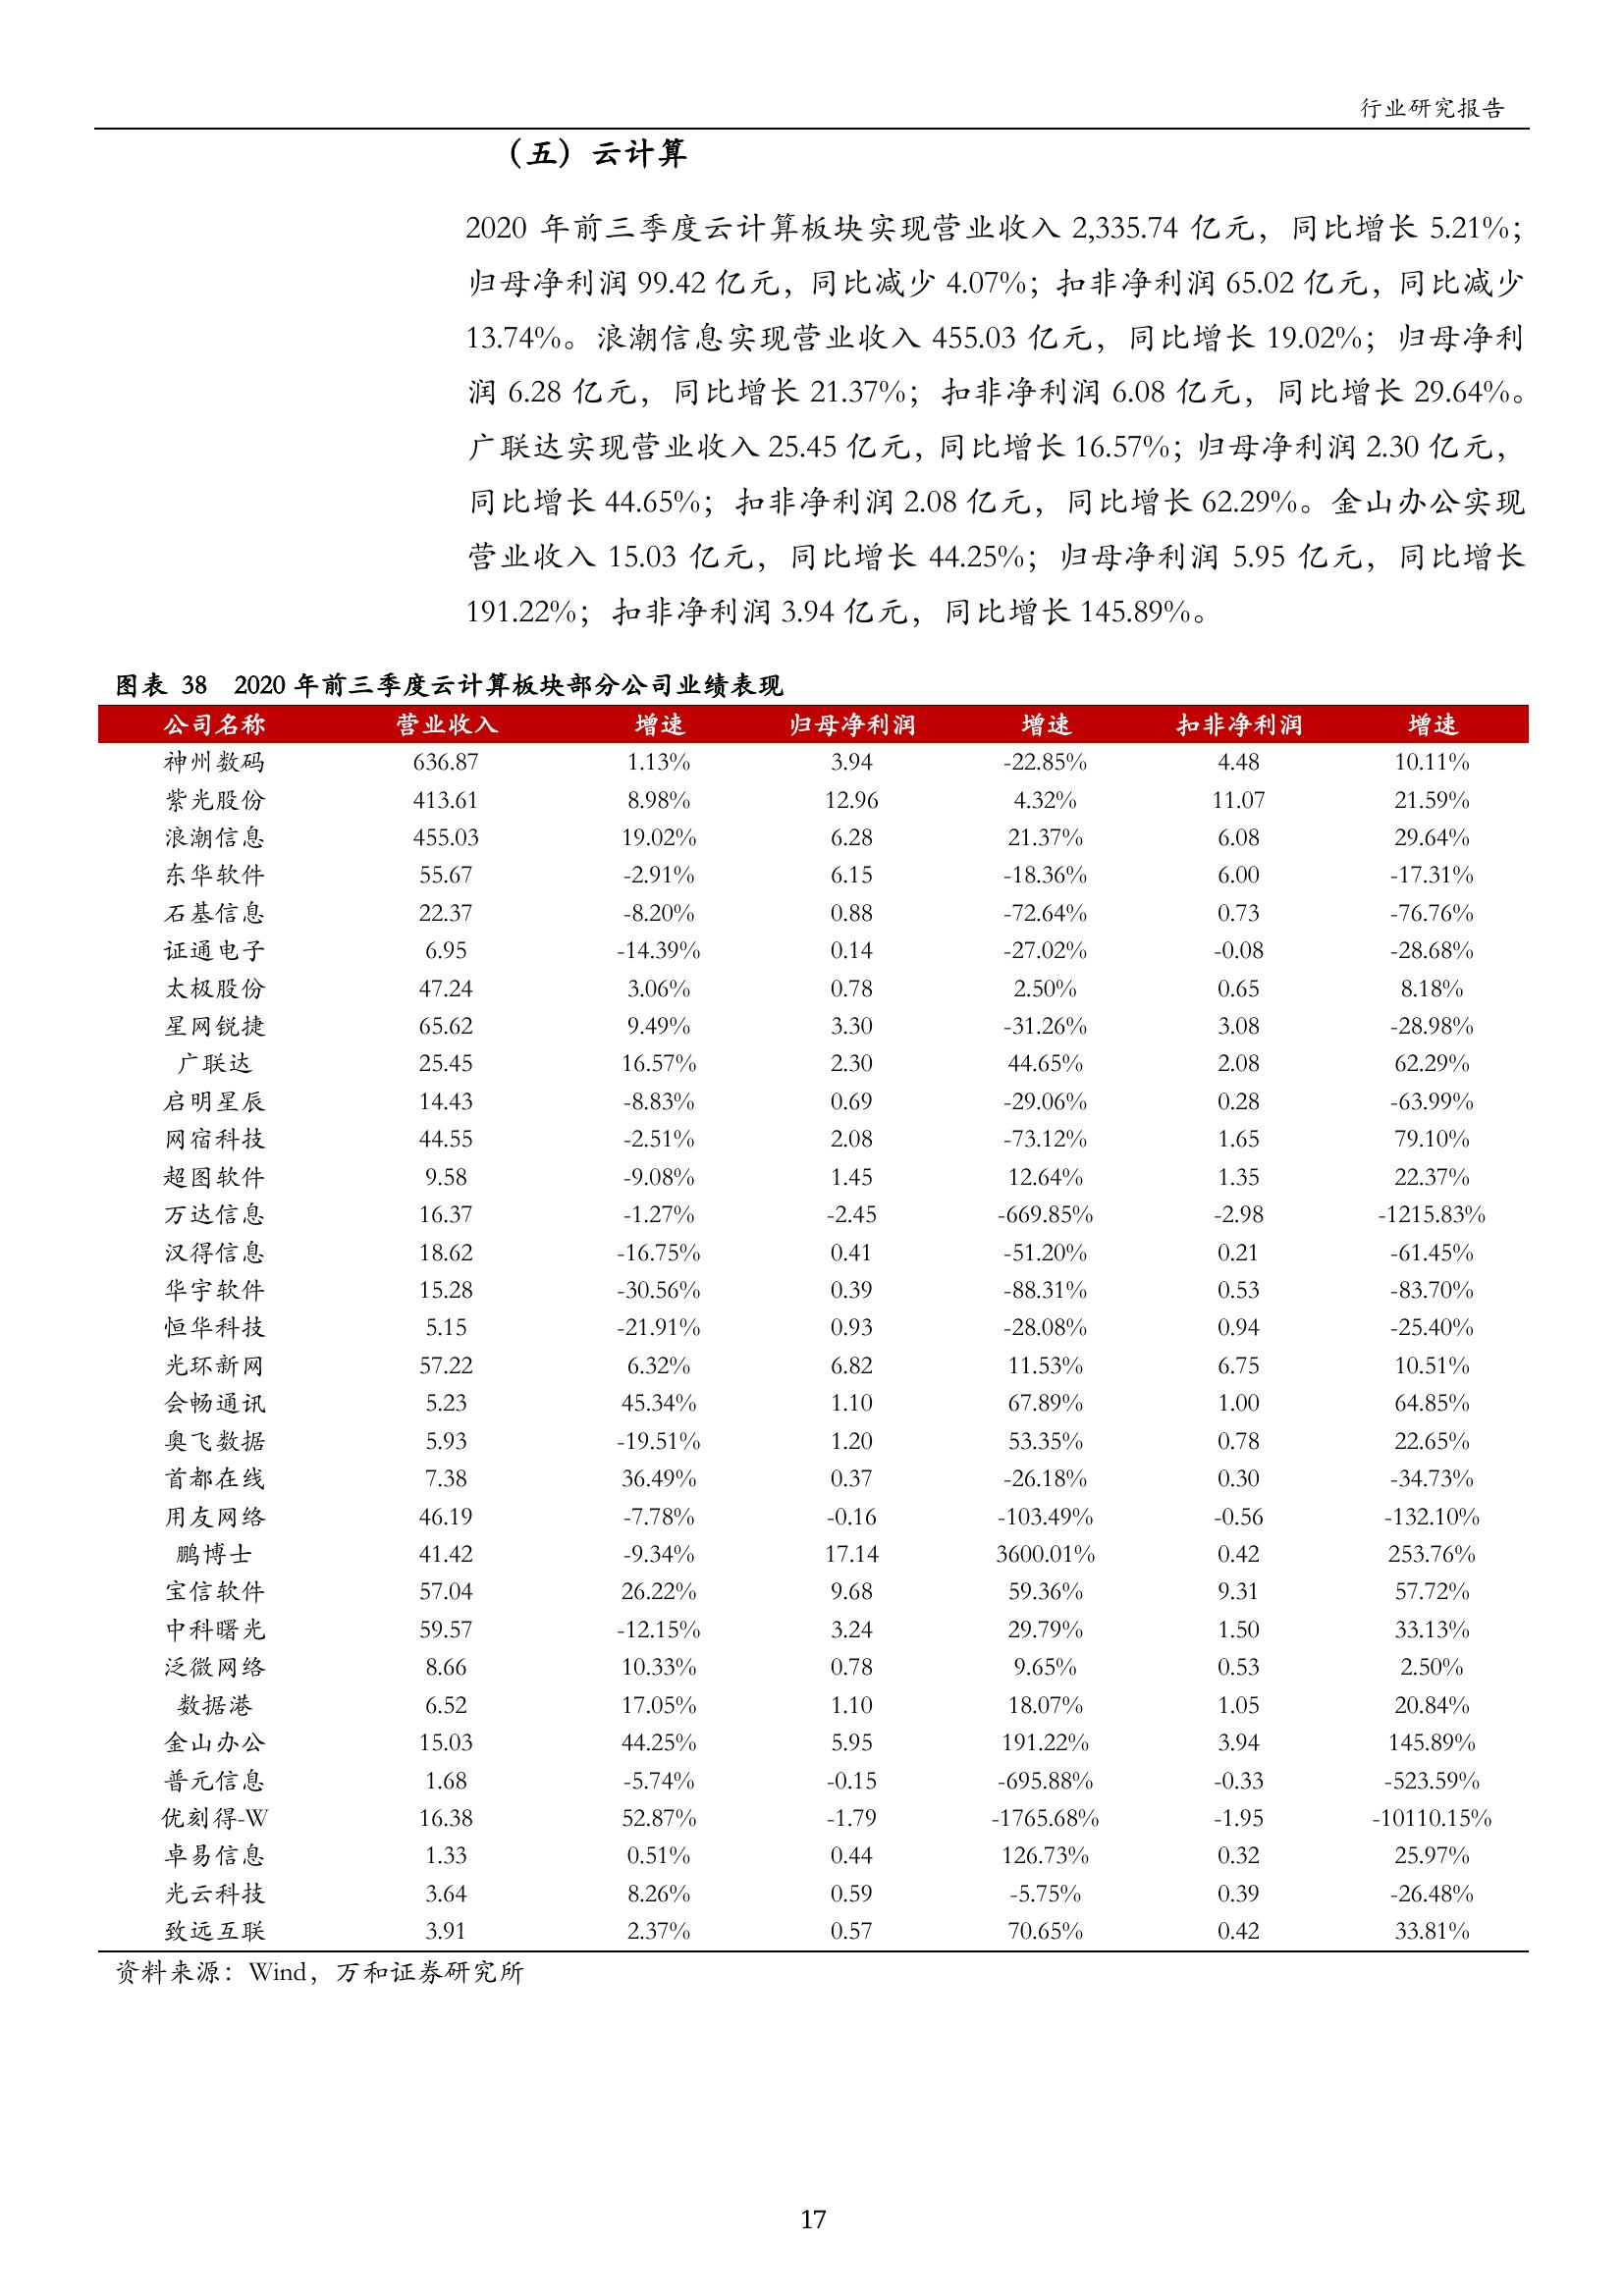 行业研究报告
（五）云计算
2020 年前三季度云计算板块实现营业收入 2,335.74 亿元，同比增长 5.21%；
归母净利润 99.42 亿元，同比减少 4.07%；扣非净利润 65.02 亿元，同比减少
13.74%。浪潮信息实现营业收入 455.03 亿元，同比增长 19.02%；归母净利
润 6.28 亿元，同比增长 21.37%；扣非净利润 6.08 亿元，同比增长 29.64%。
广联达实现营业收入 25.45 亿元，同比增长 16.57%；归母净利润 2.30 亿元，
同比增长 44.65%；扣非净利润 2.08 亿元，同比增长 62.29%。金山办公实现
营业收入 15.03 亿元，同比增长 44.25%；归母净利润 5.95 亿元，同比增长
191.22%；扣非净利润 3.94 亿元，同比增长 145.89%。
图表 38 2020 年前三季度云计算板块部分公司业绩表现
公司名称 营业收入 增速 归母净利润 增速 扣非净利润 增速
神州数码 636.87 1.13% 3.94 -22.85% 4.48 10.11%
紫光股份 413.61 8.98% 12.96 4.32% 11.07 21.59%
浪潮信息 455.03 19.02% 6.28 21.37% 6.08 29.64%
东华软件 55.67 -2.91% 6.15 -18.36% 6.00 -17.31%
石基信息 22.37 -8.20% 0.88 -72.64% 0.73 -76.76%
证通电子 6.95 -14.39% 0.14 -27.02% -0.08 -28.68%
太极股份 47.24 3.06% 0.78 2.50% 0.65 8.18%
星网锐捷 65.62 9.49% 3.30 -31.26% 3.08 -28.98%
广联达 25.45 16.57% 2.30 44.65% 2.08 62.29%
启明星辰 14.43 -8.83% 0.69 -29.06% 0.28 -63.99%
网宿科技 44.55 -2.51% 2.08 -73.12% 1.65 79.10%
超图软件 9.58 -9.08% 1.45 12.64% 1.35 22.37%
万达信息 16.37 -1.27% -2.45 -669.85% -2.98 -1215.83%
汉得信息 18.62 -16.75% 0.41 -51.20% 0.21 -61.45%
华宇软件 15.28 -30.56% 0.39 -88.31% 0.53 -83.70%
恒华科技 5.15 -21.91% 0.93 -28.08% 0.94 -25.40%
光环新网 57.22 6.32% 6.82 11.53% 6.75 10.51%
会畅通讯 5.23 45.34% 1.10 67.89% 1.00 64.85%
奥飞数据 5.93 -19.51% 1.20 53.35% 0.78 22.65%
首都在线 7.38 36.49% 0.37 -26.18% 0.30 -34.73%
用友网络 46.19 -7.78% -0.16 -103.49% -0.56 -132.10%
鹏博士 41.42 -9.34% 17.14 3600.01% 0.42 253.76%
宝信软件 57.04 26.22% 9.68 59.36% 9.31 57.72%
中科曙光 59.57 -12.15% 3.24 29.79% 1.50 33.13%
泛微网络 8.66 10.33% 0.78 9.65% 0.53 2.50%
数据港 6.52 17.05% 1.10 18.07% 1.05 20.84%
金山办公 15.03 44.25% 5.95 191.22% 3.94 145.89%
普元信息 1.68 -5.74% -0.15 -695.88% -0.33 -523.59%
优刻得-W 16.38 52.87% -1.79 -1765.68% -1.95 -10110.15%
卓易信息 1.33 0.51% 0.44 126.73% 0.32 25.97%
光云科技 3.64 8.26% 0.59 -5.75% 0.39 -26.48%
致远互联 3.91 2.37% 0.57 70.65% 0.42 33.81%
资料来源：Wind，万和证券研究所
17